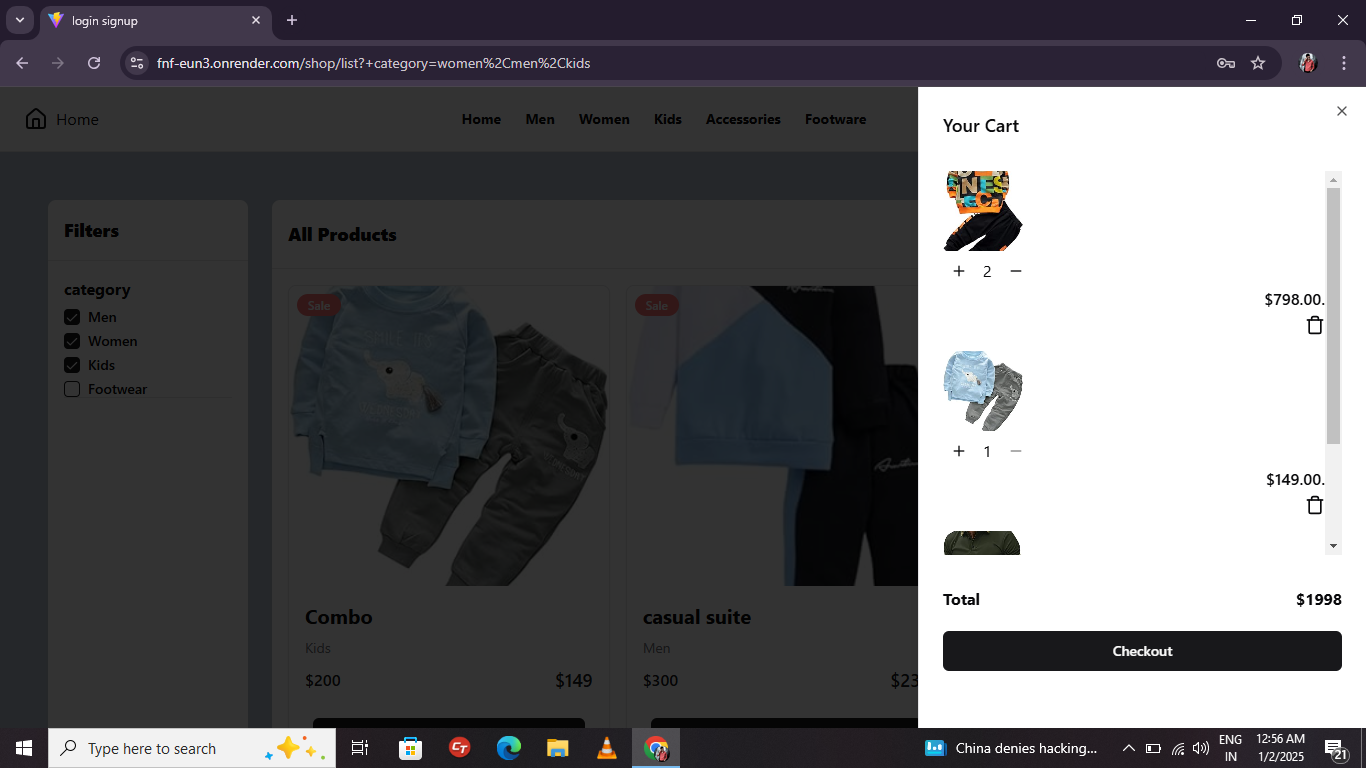 login signup
fnf-eun3.onrender.com/shop/list?+category=women%2Cmen%2Ckids
Home
Home Men Women Kids Accessories Footware
Your Cart
NES
TECH
2
$798.00.
1
$149.00.
Total $1998
Checkout
Filters
category
Men
Women
Kids
Footwear
All Products
Sale
Combo
Kids
$200 $149
Sale
casual suite
Men
$300 $23
Type here to search
CT
China denies hacking...
ENG
IN
12:56 AM
1/2/2025
21